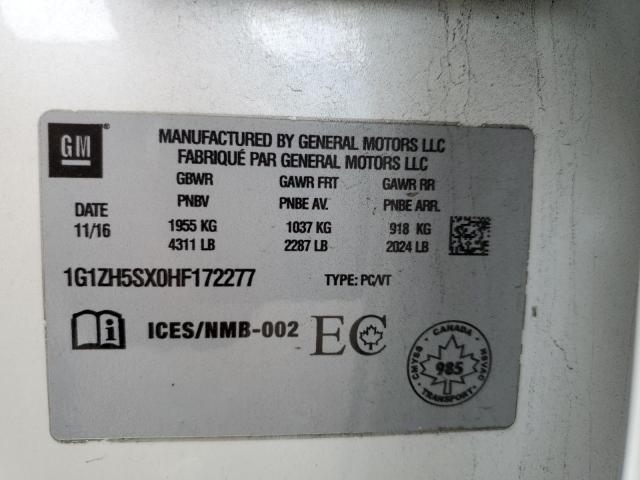 GM®
MANUFACTURED BY GENERAL MOTORS LLC
FABRIQUÉ PAR GENERAL MOTORS LLC
GBWR GAWR FRT GAWR RR
PNBV PNBE AV. PNBE ARR.
DATE
11/16 1955 KG 1037 KG 918 KG
4311 LB 2287 LB 2024 LB
1G1ZH5SX0HF172277 TYPE: PC/VT
i ICES/NMB-002 EC
CANADA
CMVSS 985 NSVAC
TRANSPORT